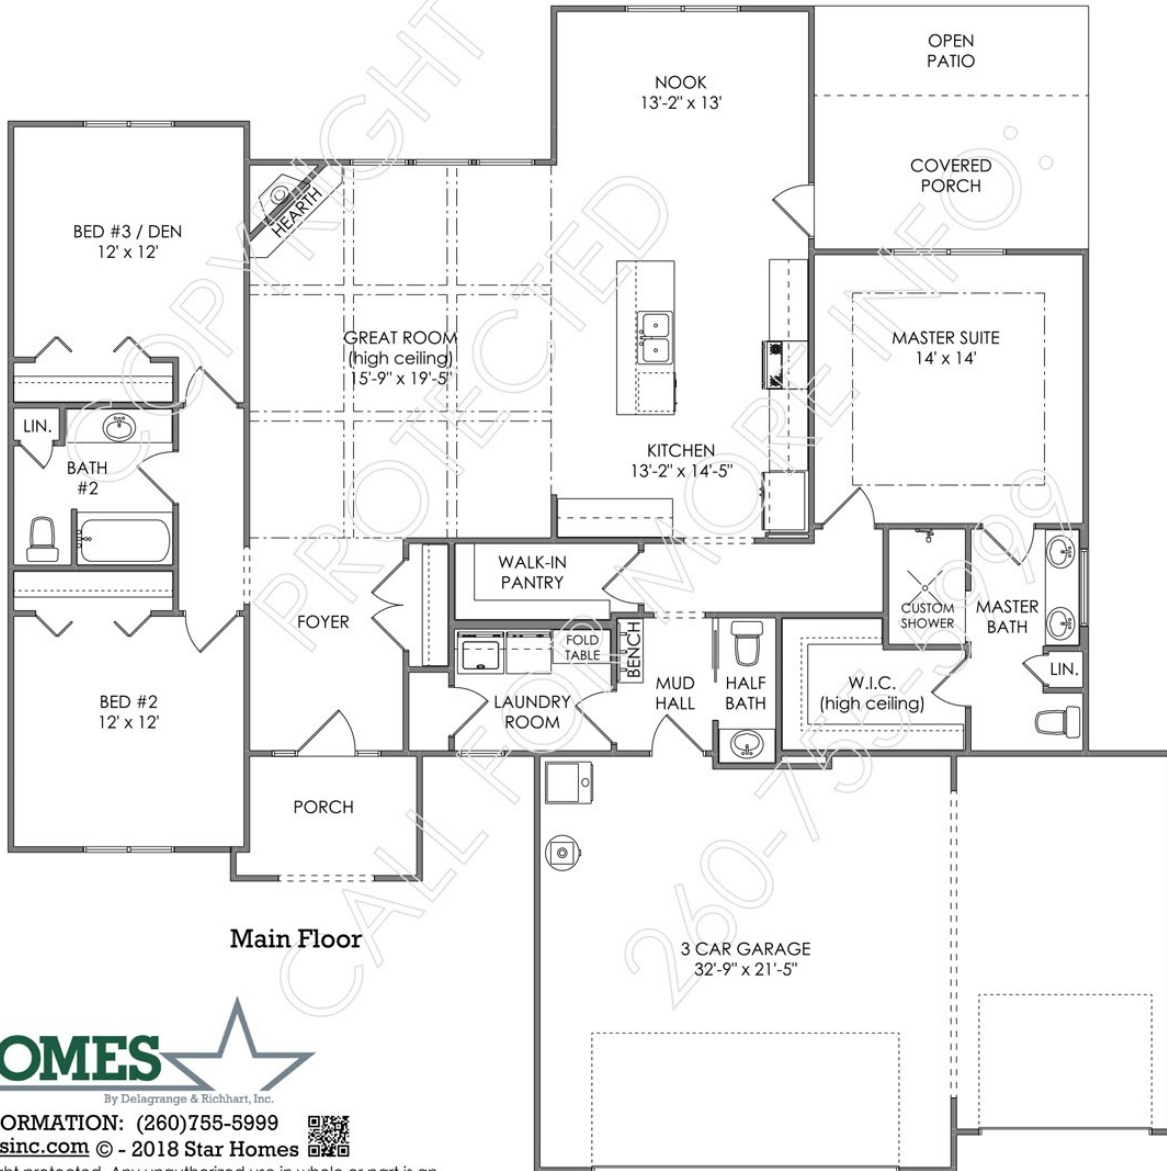 OPEN
PATIO
NOOK
13'-2" x 13'
COVERED
PORCH
HEARTH
BED #3 / DEN
12' x 12'
GREAT ROOM
(high ceiling)
15'-9" x 19'-5"
MASTER SUITE
14' x 14'
LIN.
BATH
#2
KITCHEN
13'-2" x 14'-5"
WALK-IN
PANTRY
FOYER
CUSTOM
SHOWER
MASTER
BATH
FOLD
TABLE
BENCH
LIN.
BED #2
12' x 12'
LAUNDRY
ROOM
MUD
HALL
HALF
BATH
W.I.C.
(high ceiling)
PORCH
3 CAR GARAGE
32'-9" x 21'-5"
Main Floor
OMES
By Delagrange & Richhart, Inc.
ORMATION: (260)755-5999
sinc.com © - 2018 Star Homes
COPYRIGHT
PROTECTED
CALL FOR MORE INFO:
260-755-5999